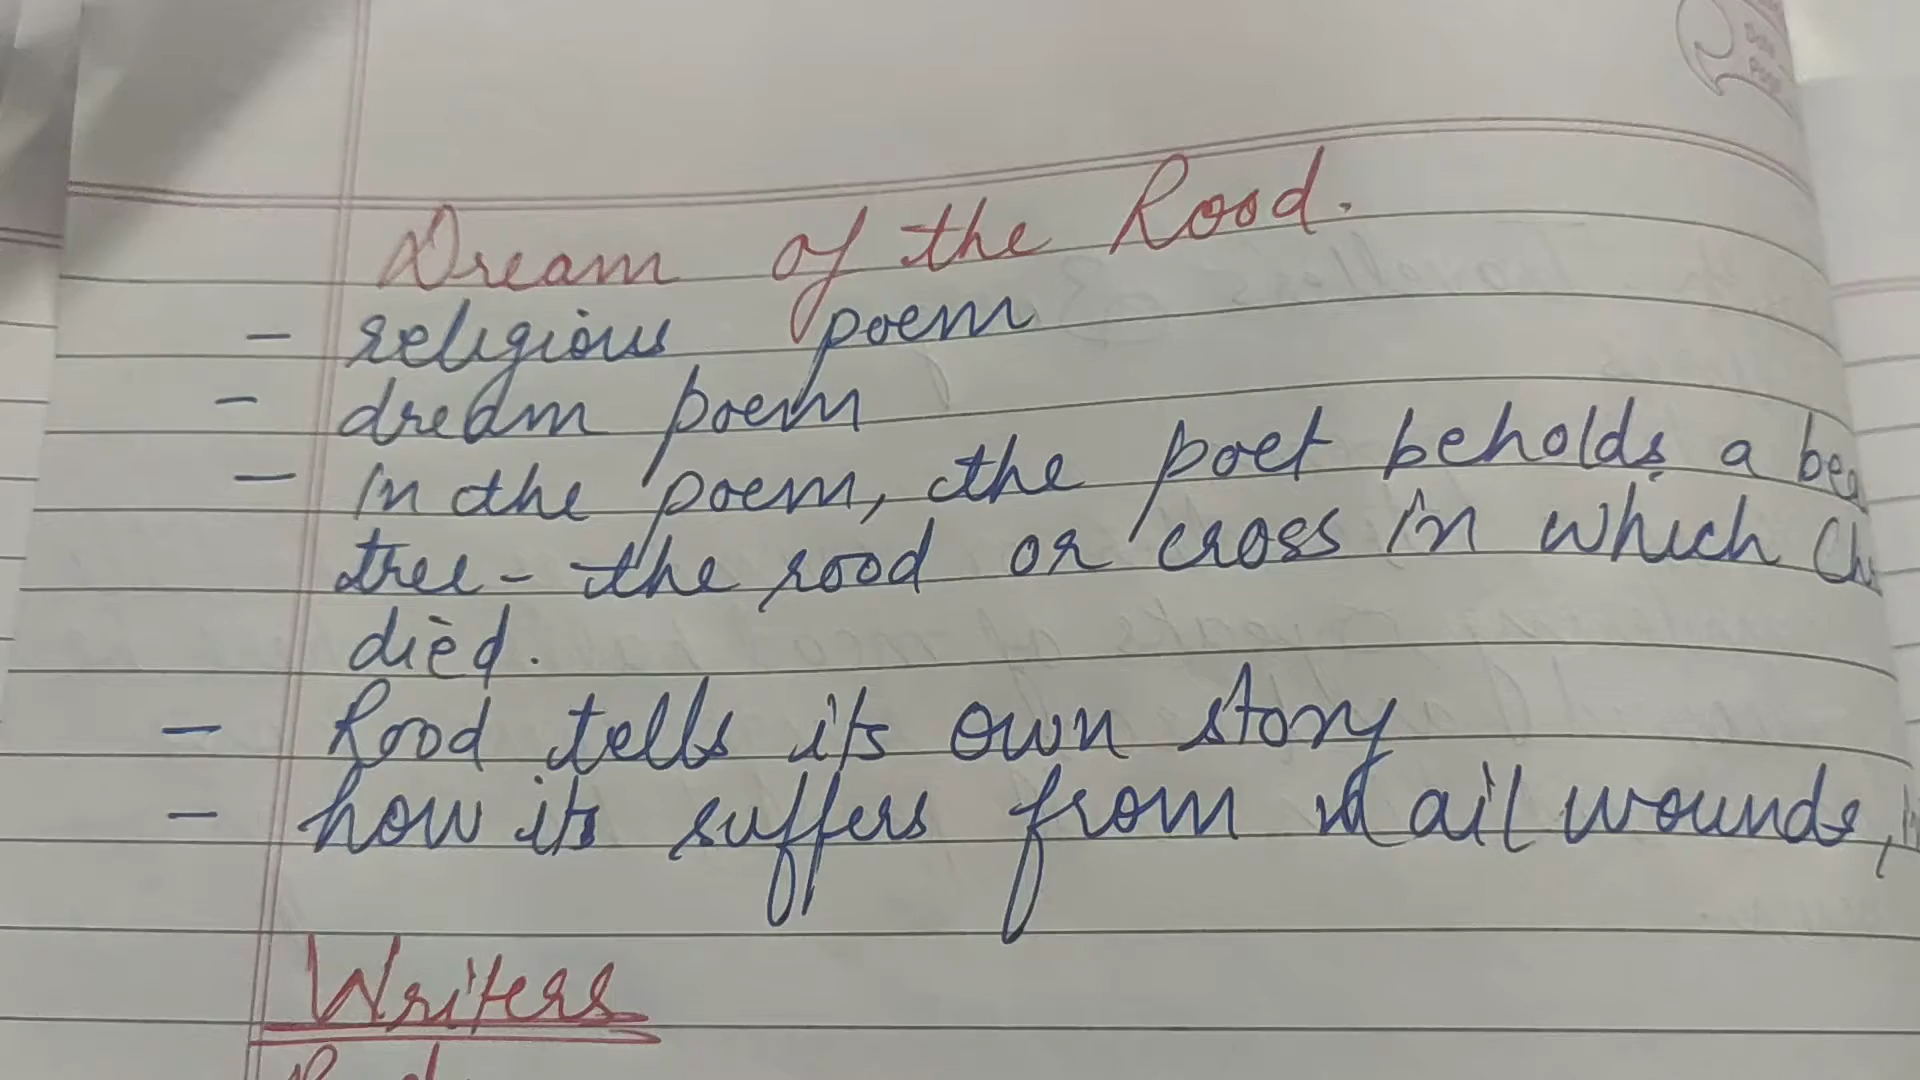 Dream of the Rood.
- religious poem
- dream poem
- in the poem, the poet beholds a
tree - the rood or cross in which
died.
- Rood tells its own story
- how its suffers from nail wounds,
Writers